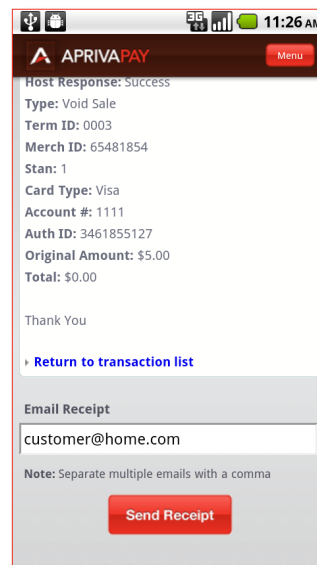 3G
11:26 AM
APRIVAPAY
Menu
Host Response: Success
Type: Void Sale
Term ID: 0003
Merch ID: 65481854
Stan: 1
Card Type: Visa
Account #: 1111
Auth ID: 3461855127
Original Amount: $5.00
Total: $0.00
Thank You
Return to transaction list
Email Receipt
customer@home.com
Note: Separate multiple emails with a comma
Send Receipt